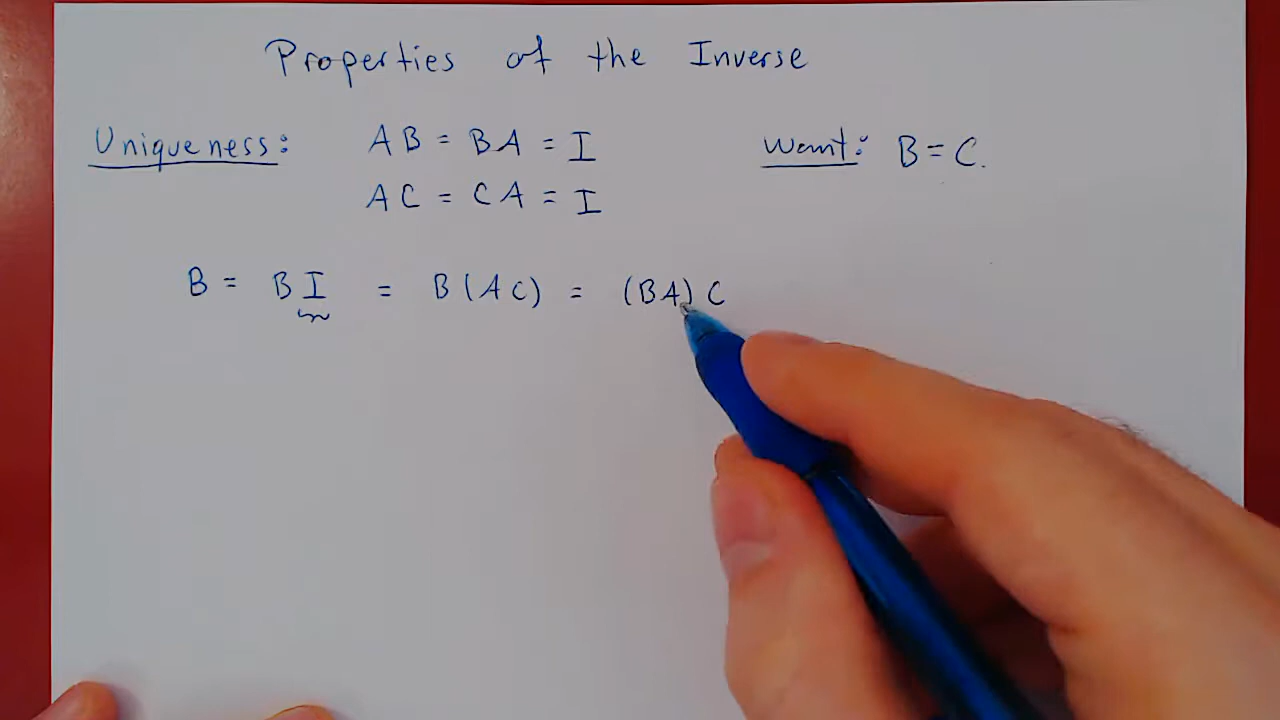 Properties of the Inverse
Uniqueness: AB = BA = I Want: B = C.
AC = CA = I
B = BI = B(AC) = (BA)C